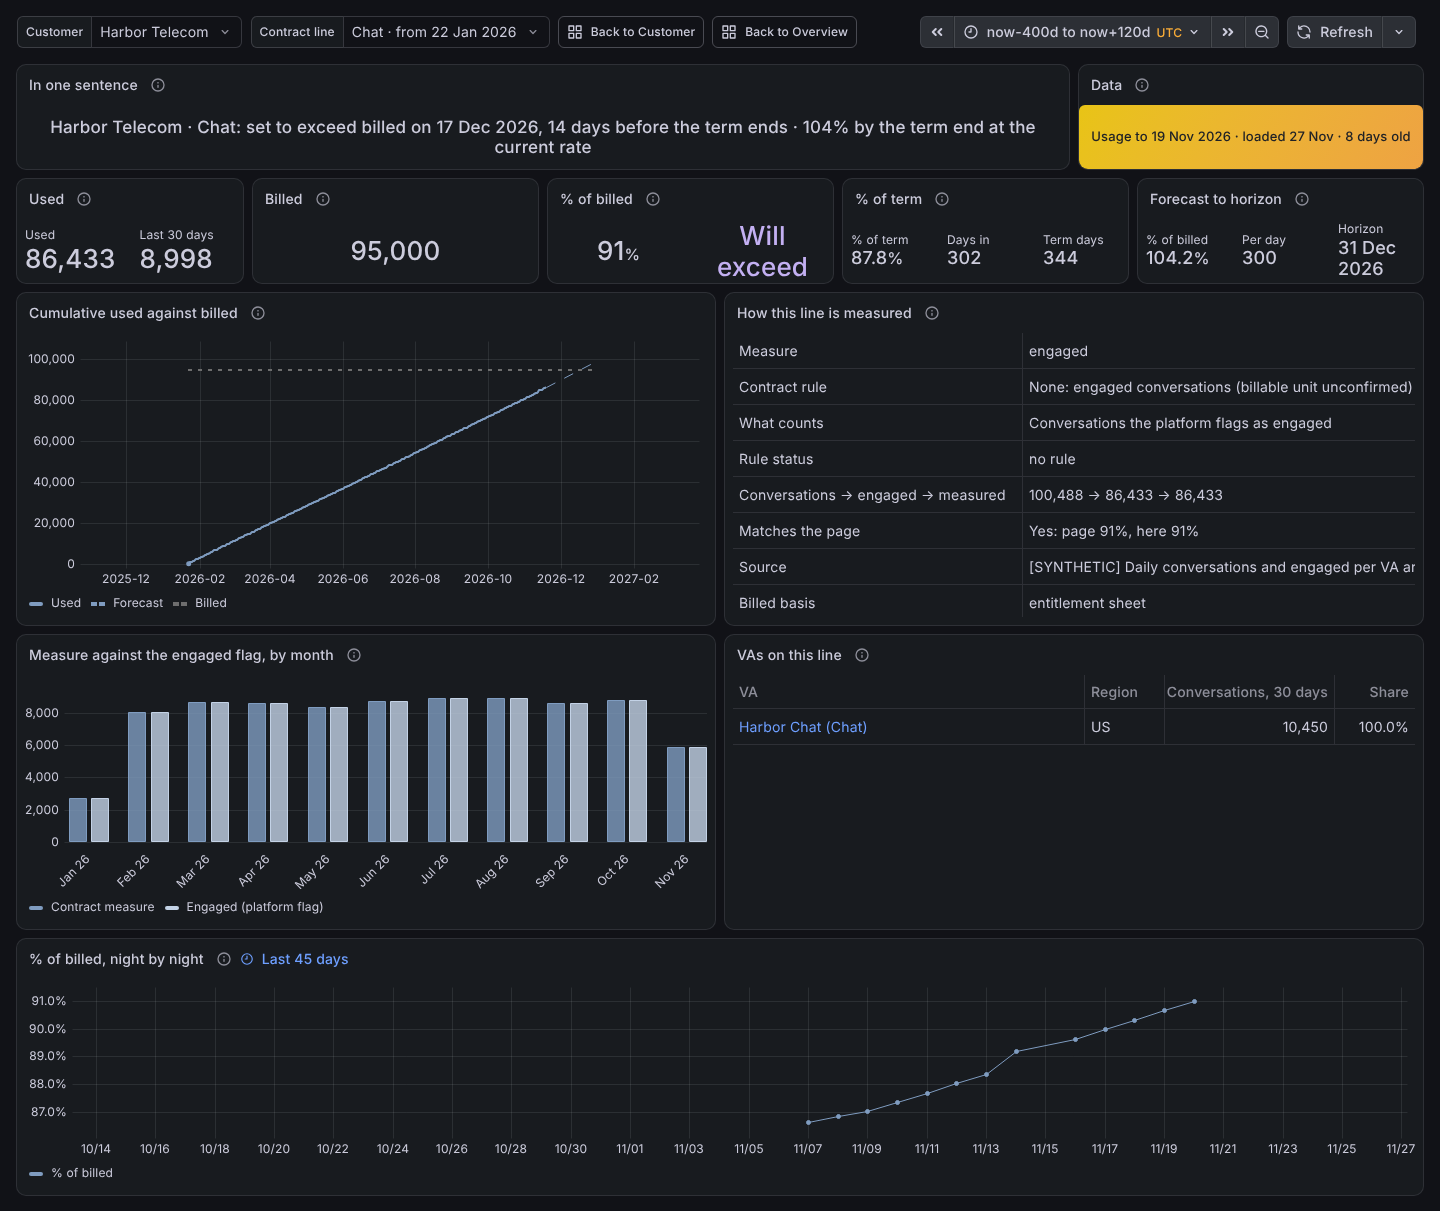 Customer Harbor Telecom Contract line Chat · from 22 Jan 2026 Back to Customer Back to Overview now-400d to now+120d UTC Refresh
In one sentence
Harbor Telecom · Chat: set to exceed billed on 17 Dec 2026, 14 days before the term ends · 104% by the term end at the
current rate
Data
Usage to 19 Nov 2026 · loaded 27 Nov · 8 days old
Used
Used Last 30 days
86,433 8,998
Billed
95,000
% of billed
91%
Will
exceed
% of term
% of term Days in Term days
87.8% 302 344
Forecast to horizon
% of billed Per day Horizon
104.2% 300 31 Dec
2026
Cumulative used against billed
100,000
80,000
60,000
40,000
20,000
0
2025-12 2026-02 2026-04 2026-06 2026-08 2026-10 2026-12 2027-02
Used Forecast Billed
How this line is measured
Measure engaged
Contract rule None: engaged conversations (billable unit unconfirmed)
What counts Conversations the platform flags as engaged
Rule status no rule
Conversations → engaged → measured 100,488 → 86,433 → 86,433
Matches the page Yes: page 91%, here 91%
Source [SYNTHETIC] Daily conversations and engaged per VA ar
Billed basis entitlement sheet
Measure against the engaged flag, by month
8,000
6,000
4,000
2,000
0
Jan 26 Feb 26 Mar 26 Apr 26 May 26 Jun 26 Jul 26 Aug 26 Sep 26 Oct 26 Nov 26
Contract measure Engaged (platform flag)
VAs on this line
VA Region Conversations, 30 days Share
Harbor Chat (Chat) US 10,450 100.0%
% of billed, night by night Last 45 days
91.0%
90.0%
89.0%
88.0%
87.0%
10/14 10/16 10/18 10/20 10/22 10/24 10/26 10/28 10/30 11/01 11/03 11/05 11/07 11/09 11/11 11/13 11/15 11/17 11/19 11/21 11/23 11/25 11/27
% of billed